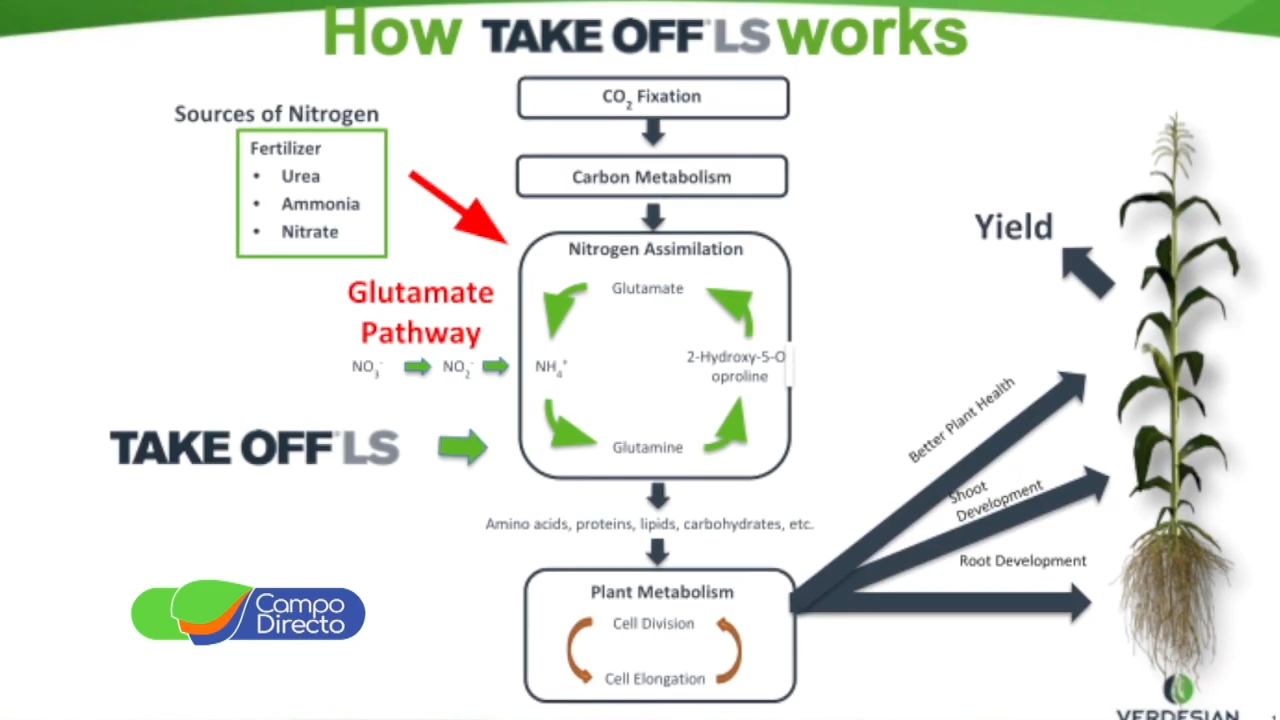 How TAKE OFF LS works
CO2 Fixation
Sources of Nitrogen
Fertilizer
• Urea
• Ammonia
• Nitrate
Carbon Metabolism
Nitrogen Assimilation
Glutamate
Glutamate
Pathway
NO3-
NO2-
NH4+
2-Hydroxy-5-O
oproline
Glutamine
TAKE OFF LS
Amino acids, proteins, lipids, carbohydrates, etc.
Plant Metabolism
Cell Division
Cell Elongation
Yield
Better Plant Health
Shoot
Development
Root Development
Campo
Directo
VERDESIAN